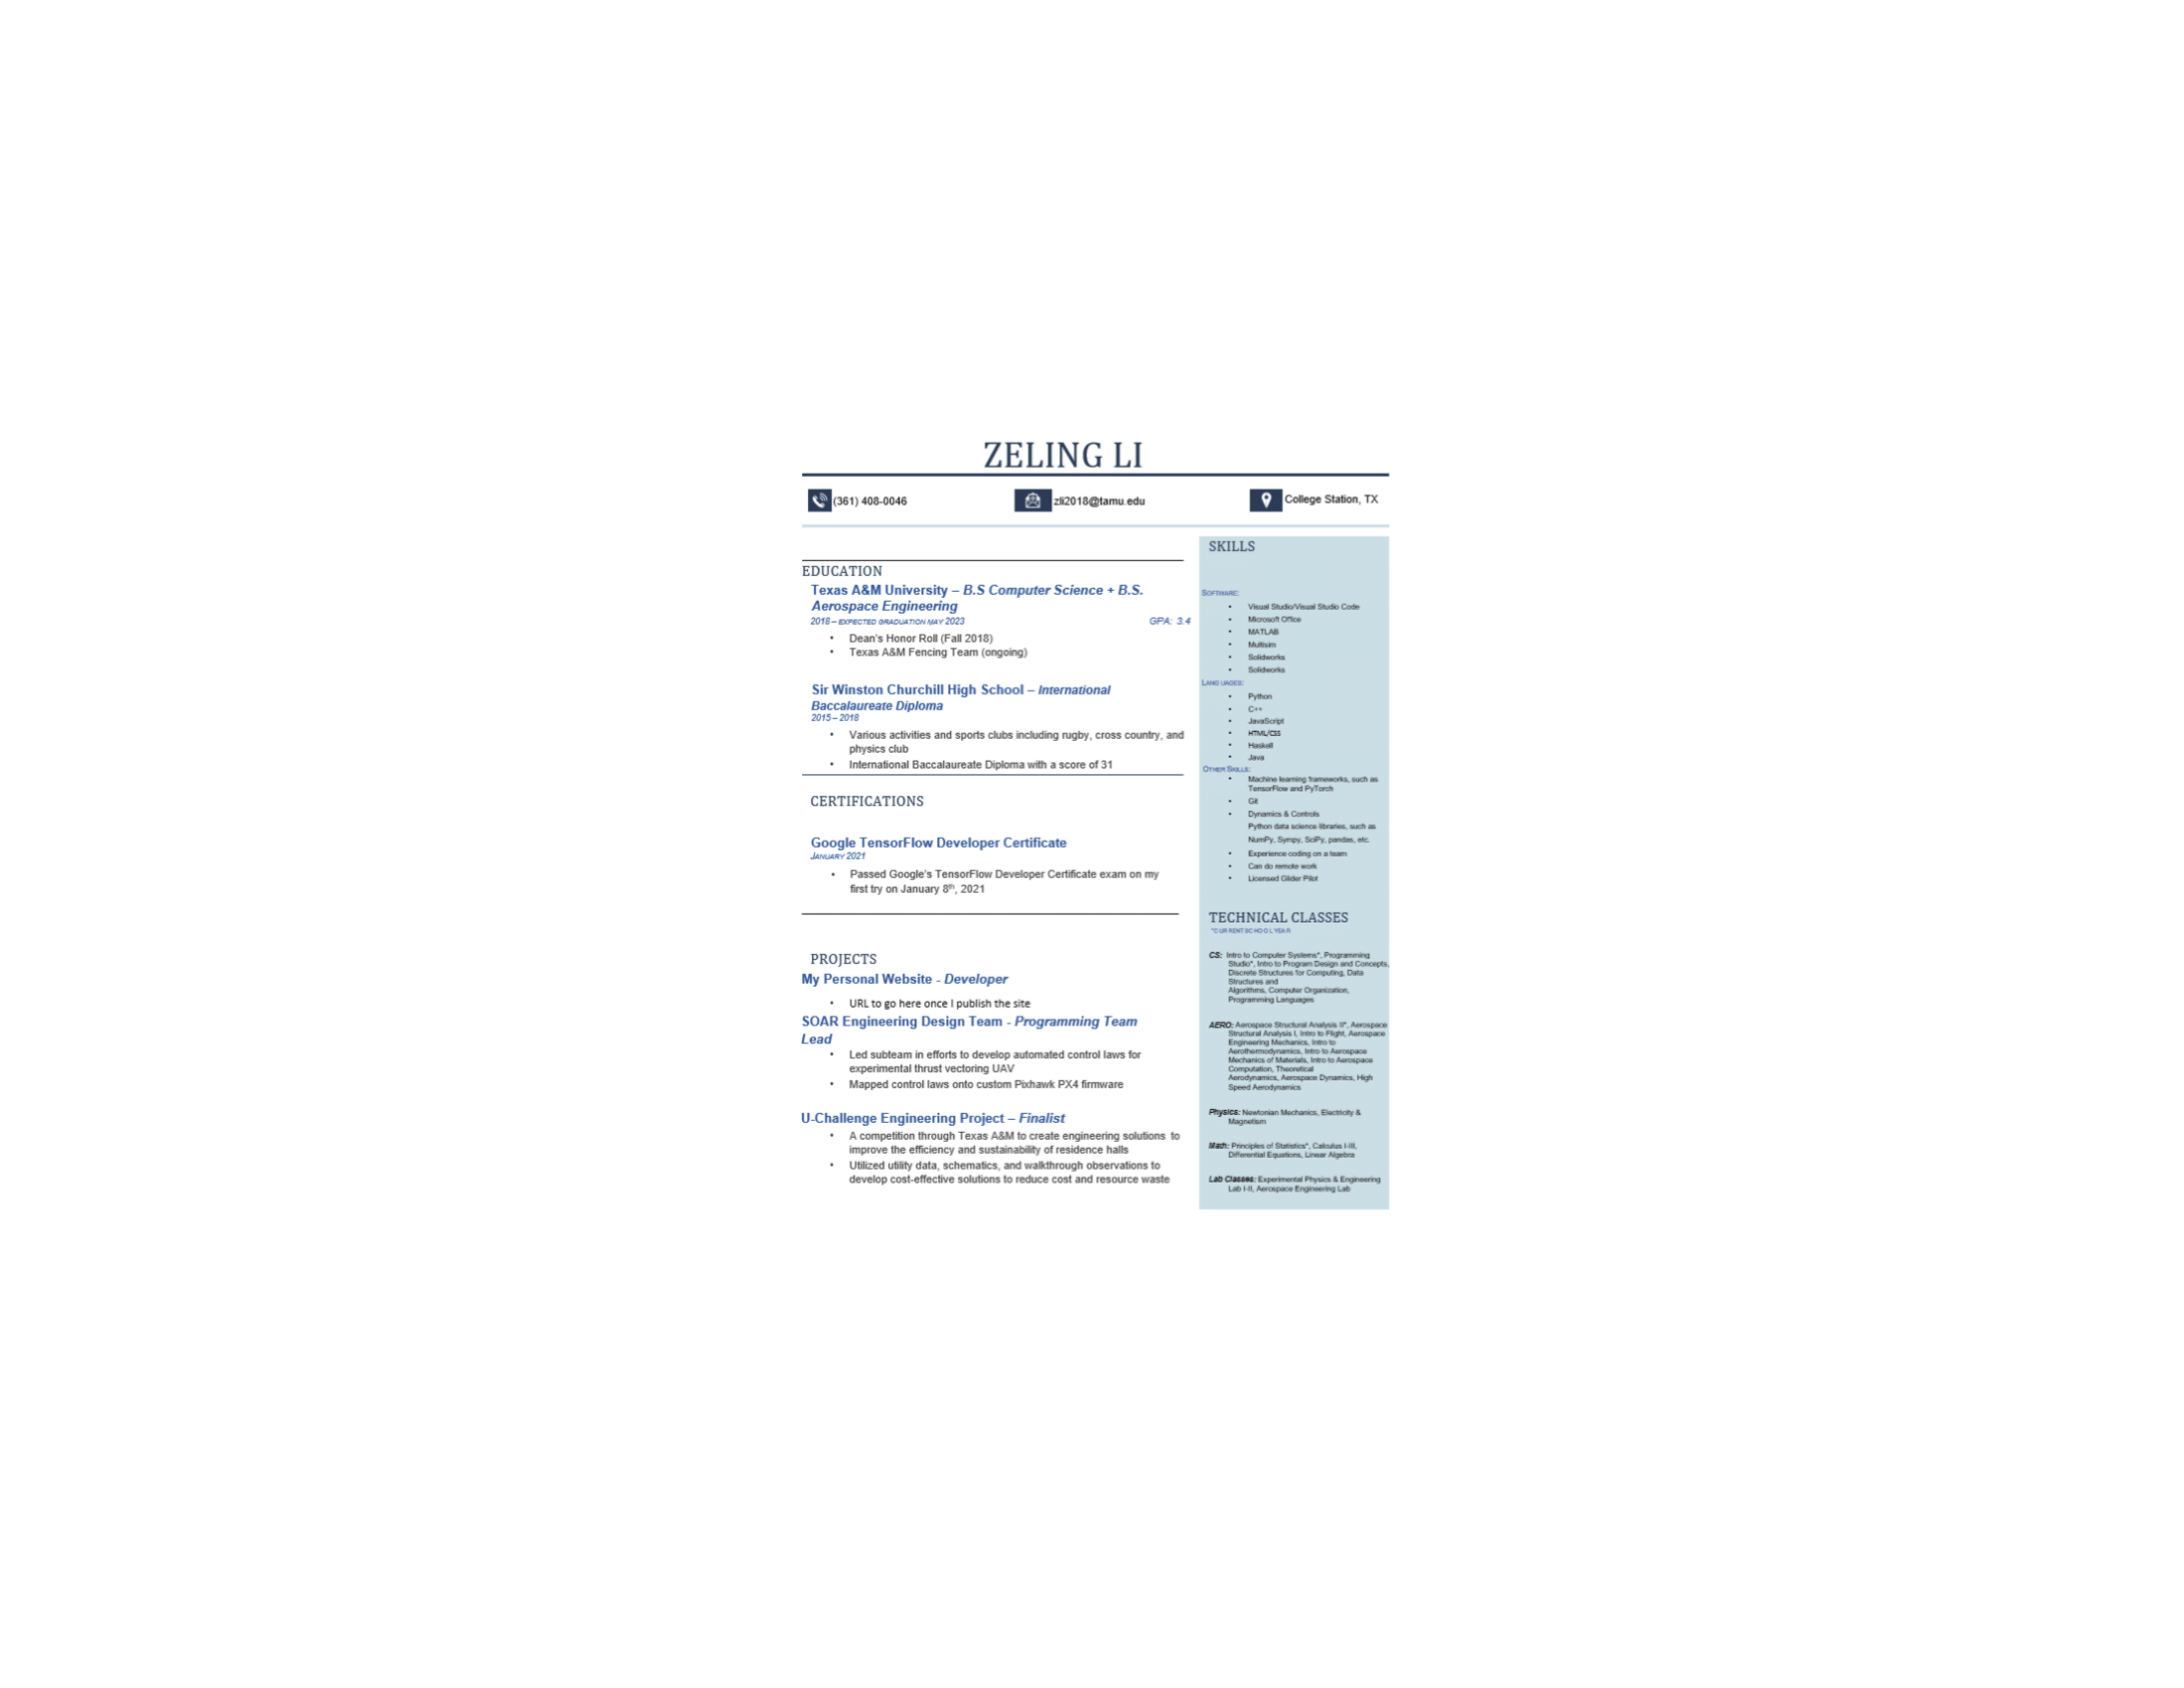 ZELING LI
(361) 408-0046
zli2018@tamu.edu
College Station, TX
EDUCATION
Texas A&M University – B.S Computer Science + B.S.
Aerospace Engineering
2018 – EXPECTED GRADUATION MAY 2023 GPA: 3.4
• Dean's Honor Roll (Fall 2018)
• Texas A&M Fencing Team (ongoing)
Sir Winston Churchill High School – International
Baccalaureate Diploma
2015 – 2018
• Various activities and sports clubs including rugby, cross country, and
physics club
• International Baccalaureate Diploma with a score of 31
CERTIFICATIONS
Google TensorFlow Developer Certificate
JANUARY 2021
• Passed Google's TensorFlow Developer Certificate exam on my
first try on January 8th, 2021
PROJECTS
My Personal Website - Developer
• URL to go here once I publish the site
SOAR Engineering Design Team - Programming Team
Lead
• Led subteam in efforts to develop automated control laws for
experimental thrust vectoring UAV
• Mapped control laws onto custom Pixhawk PX4 firmware
U-Challenge Engineering Project – Finalist
• A competition through Texas A&M to create engineering solutions to
improve the efficiency and sustainability of residence halls
• Utilized utility data, schematics, and walkthrough observations to
develop cost-effective solutions to reduce cost and resource waste
SKILLS
SOFTWARE:
• Visual Studio/Visual Studio Code
• Microsoft Office
• MATLAB
• Multisim
• Solidworks
• Solidworks
LANGUAGES:
• Python
• C++
• JavaScript
• HTML/CSS
• Haskell
• Java
OTHER SKILLS:
• Machine learning frameworks, such as
TensorFlow and PyTorch
• Git
• Dynamics & Controls
Python data science libraries, such as
NumPy, Sympy, SciPy, pandas, etc.
• Experience coding on a team
• Can do remote work
• Licensed Glider Pilot
TECHNICAL CLASSES
*CURRENT SCHOOL YEAR
CS: Intro to Computer Systems*, Programming
Studio*, Intro to Program Design and Concepts,
Discrete Structures for Computing, Data
Structures and
Algorithms, Computer Organization,
Programming Languages
AERO: Aerospace Structural Analysis II*, Aerospace
Structural Analysis I, Intro to Flight, Aerospace
Engineering Mechanics, Intro to
Aerothermodynamics, Intro to Aerospace
Mechanics of Materials, Intro to Aerospace
Computation, Theoretical
Aerodynamics, Aerospace Dynamics, High
Speed Aerodynamics
Physics: Newtonian Mechanics, Electricity &
Magnetism
Math: Principles of Statistics*, Calculus I-III,
Differential Equations, Linear Algebra
Lab Classes: Experimental Physics & Engineering
Lab I-II, Aerospace Engineering Lab